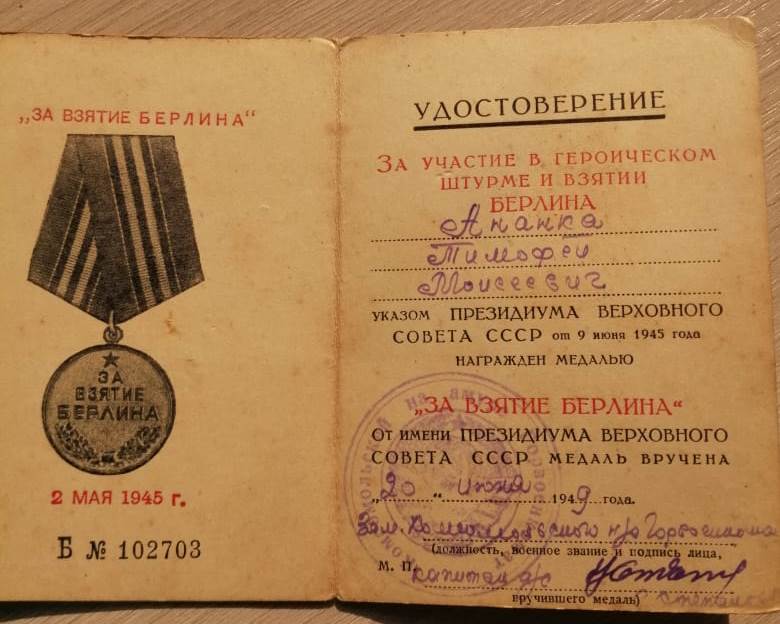 „ЗА ВЗЯТИЕ БЕРЛИНА“
ЗА
ВЗЯТИЕ
БЕРЛИНА
2 МАЯ 1945 г.
Б № 102703
УДОСТОВЕРЕНИЕ
ЗА УЧАСТИЕ В ГЕРОИЧЕСКОМ
ШТУРМЕ И ВЗЯТИИ
БЕРЛИНА
Ананка
Тимофей
Моисеевич
УКАЗОМ ПРЕЗИДИУМА ВЕРХОВНОГО
СОВЕТА СССР от 9 июня 1945 года
НАГРАЖДЕН МЕДАЛЬЮ
„ЗА ВЗЯТИЕ БЕРЛИНА“
От имени ПРЕЗИДИУМА ВЕРХОВНОГО
СОВЕТА СССР МЕДАЛЬ ВРУЧЕНА
„20“ июня 1949 года.
Зам.
(должность, военное звание и подпись лица,
М. П. капитан а/с
вручившего медаль)